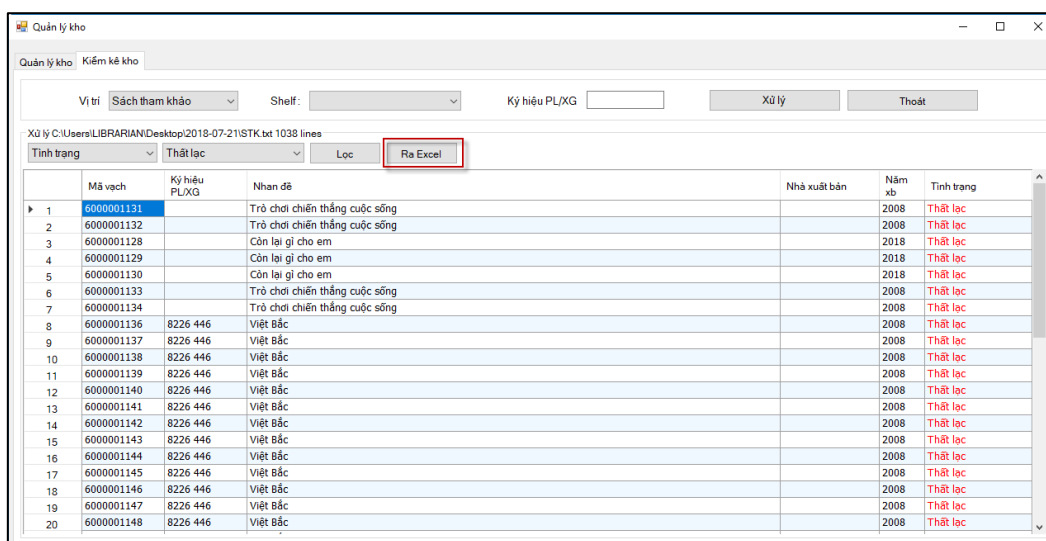 Quản lý kho
Quản lý kho Kiểm kê kho
Vị trí Sách tham khảo Shelf: Ký hiệu PL/XG Xử lý Thoát
Xử lý C:\Users\LIBRARIAN\Desktop\2018-07-21\STK.txt 1038 lines
Tình trạng Thất lạc Lọc Ra Excel
Mã vạch Ký hiệu PL/XG Nhan đề Nhà xuất bản Năm xb Tình trạng
1 6000001131 Trò chơi chiến thắng cuộc sống 2008 Thất lạc
2 6000001132 Trò chơi chiến thắng cuộc sống 2008 Thất lạc
3 6000001128 Còn lại gì cho em 2018 Thất lạc
4 6000001129 Còn lại gì cho em 2018 Thất lạc
5 6000001130 Còn lại gì cho em 2018 Thất lạc
6 6000001133 Trò chơi chiến thắng cuộc sống 2008 Thất lạc
7 6000001134 Trò chơi chiến thắng cuộc sống 2008 Thất lạc
8 6000001136 8226 446 Việt Bắc 2008 Thất lạc
9 6000001137 8226 446 Việt Bắc 2008 Thất lạc
10 6000001138 8226 446 Việt Bắc 2008 Thất lạc
11 6000001139 8226 446 Việt Bắc 2008 Thất lạc
12 6000001140 8226 446 Việt Bắc 2008 Thất lạc
13 6000001141 8226 446 Việt Bắc 2008 Thất lạc
14 6000001142 8226 446 Việt Bắc 2008 Thất lạc
15 6000001143 8226 446 Việt Bắc 2008 Thất lạc
16 6000001144 8226 446 Việt Bắc 2008 Thất lạc
17 6000001145 8226 446 Việt Bắc 2008 Thất lạc
18 6000001146 8226 446 Việt Bắc 2008 Thất lạc
19 6000001147 8226 446 Việt Bắc 2008 Thất lạc
20 6000001148 8226 446 Việt Bắc 2008 Thất lạc